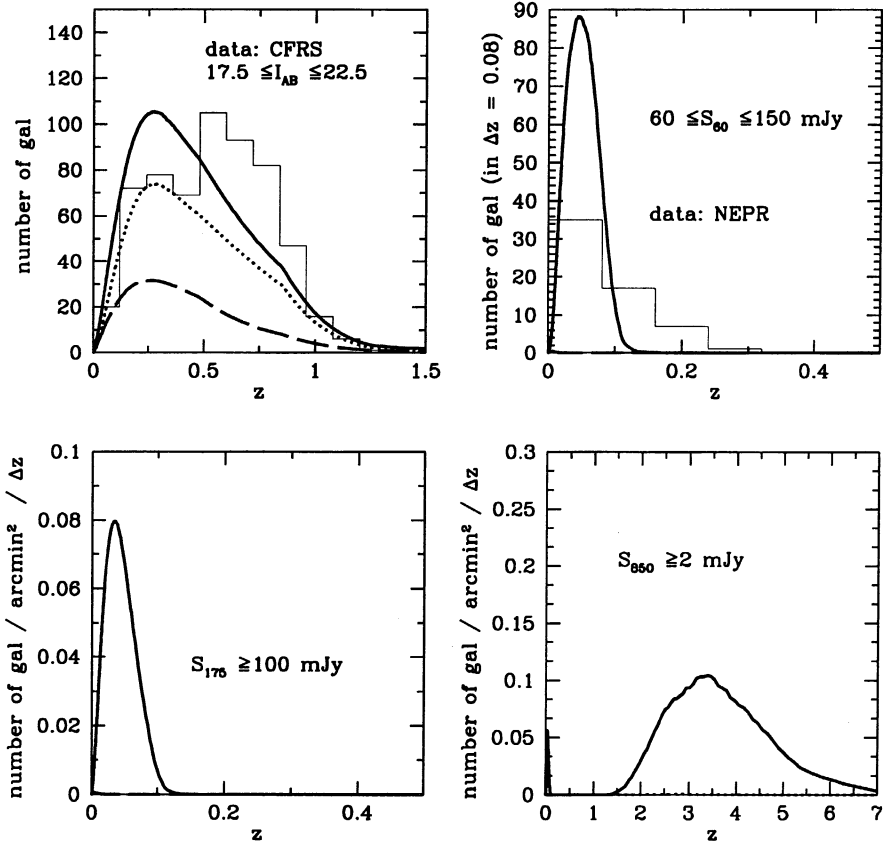 number of gal
150
140
120
100
80
60
40
20
0
data: CFRS
17.5 ≤I_AB ≤22.5
0 0.5 1 1.5
z
number of gal (in Δz = 0.08)
90
80
70
60
50
40
30
20
10
0
60 ≤S_60 ≤150 mJy
data: NEPR
0 0.2 0.4
z
number of gal / arcmin² / Δz
0.1
0.08
0.06
0.04
0.02
0
S_175 ≧100 mJy
0 0.2 0.4
z
number of gal / arcmin² / Δz
0.3
0.25
0.2
0.15
0.1
0.05
0
S_850 ≧2 mJy
0 1 2 3 4 5 6 7
z